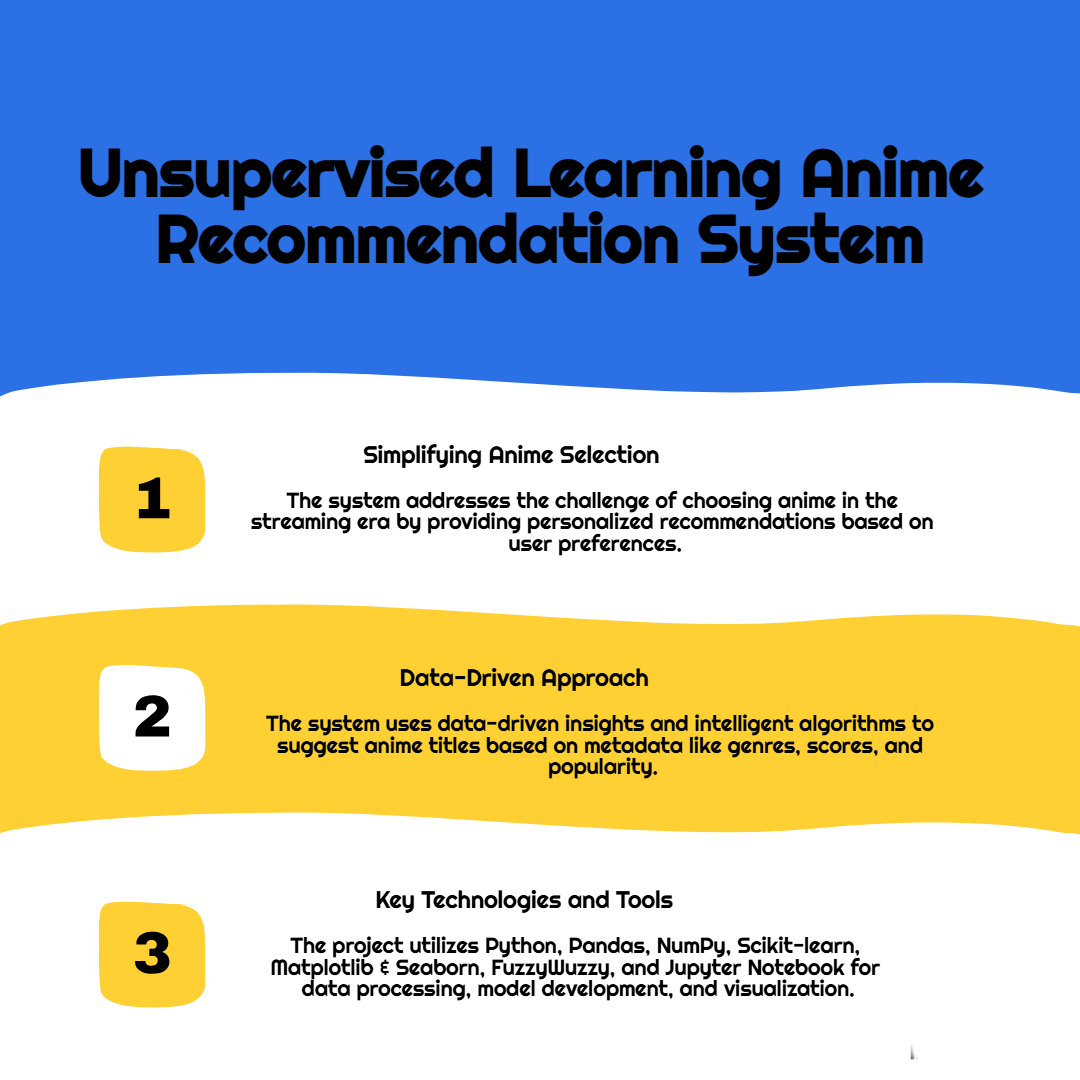 Unsupervised Learning Anime
Recommendation System
1
Simplifying Anime Selection
The system addresses the challenge of choosing anime in the
streaming era by providing personalized recommendations based on
user preferences.
2
Data-Driven Approach
The system uses data-driven insights and intelligent algorithms to
suggest anime titles based on metadata like genres, scores, and
popularity.
3
Key Technologies and Tools
The project utilizes Python, Pandas, NumPy, Scikit-learn,
Matplotlib & Seaborn, FuzzyWuzzy, and Jupyter Notebook for
data processing, model development, and visualization.